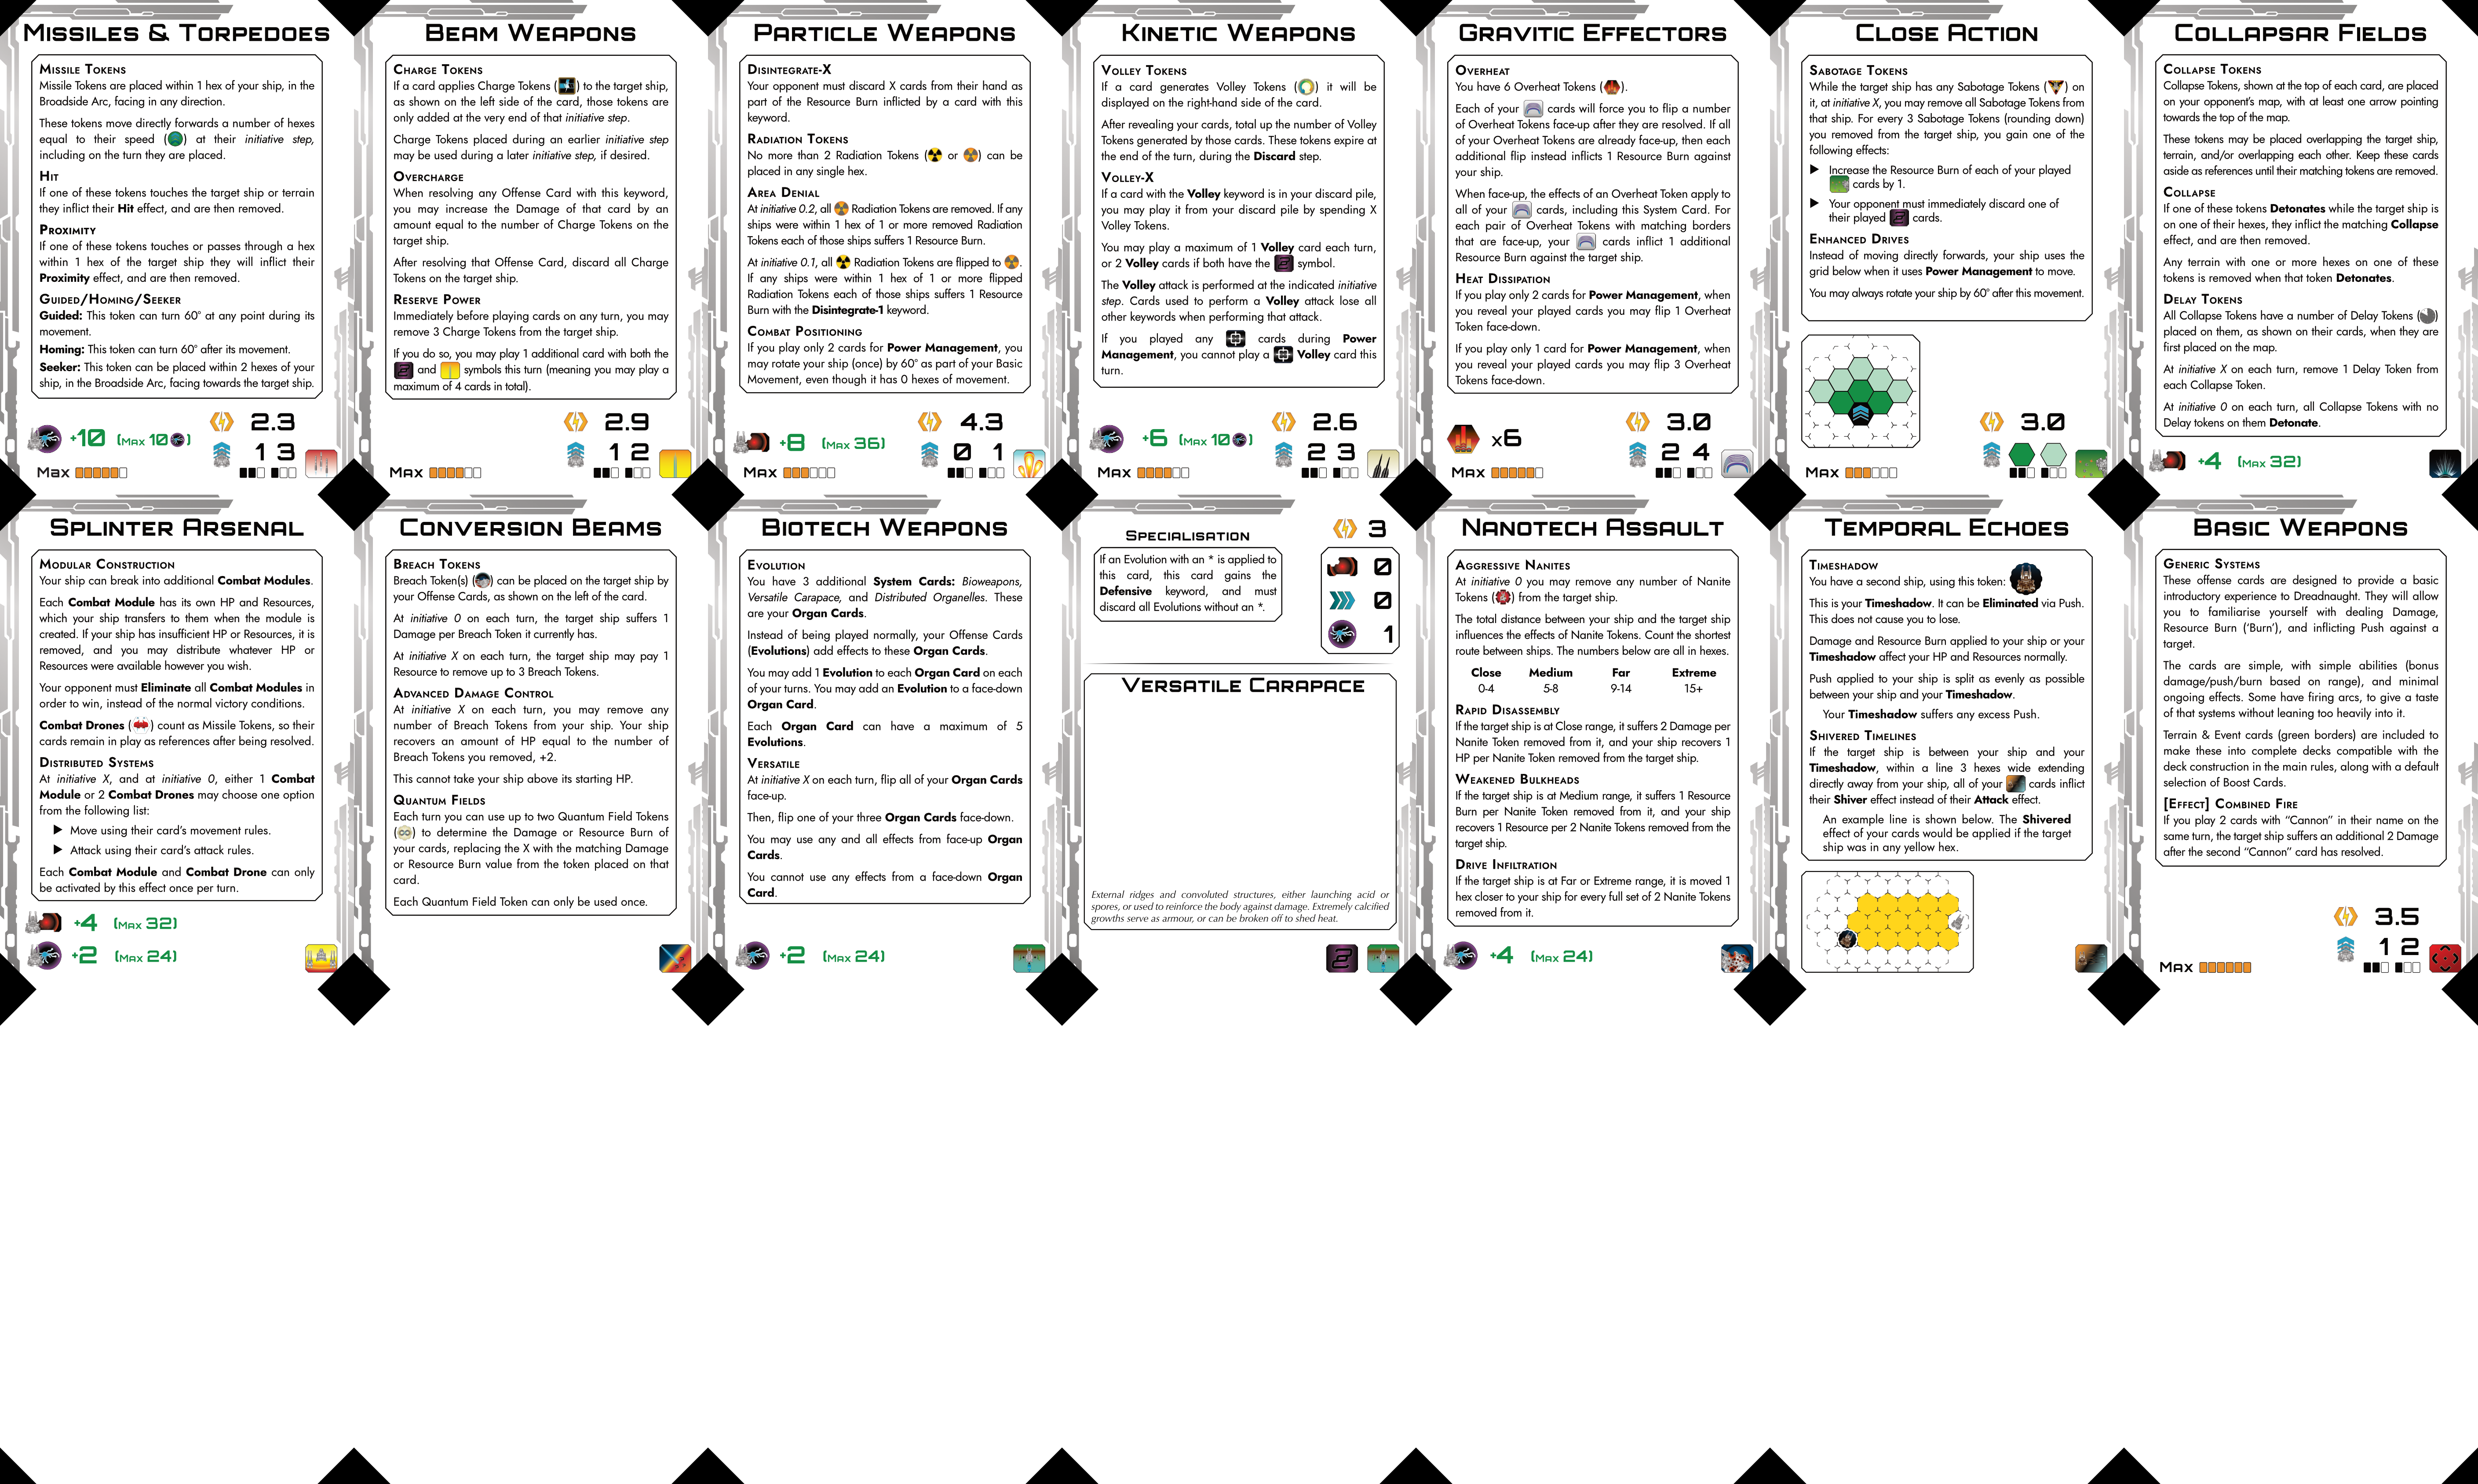 Missiles & Torpedoes
Missile Tokens
Missile Tokens are placed within 1 hex of your ship, in the
Broadside Arc, facing in any direction.
These tokens move directly forwards a number of hexes
equal to their speed ( ) at their initiative step,
including on the turn they are placed.
Hit
If one of these tokens touches the target ship or terrain
they inflict their Hit effect, and are then removed.
Proximity
If one of these tokens touches or passes through a hex
within 1 hex of the target ship they will inflict their
Proximity effect, and are then removed.
Guided/Homing/Seeker
Guided: This token can turn 60° at any point during its
movement.
Homing: This token can turn 60° after its movement.
Seeker: This token can be placed within 2 hexes of your
ship, in the Broadside Arc, facing towards the target ship.
+10 (Max 10 )
2.3
1 3
Max
Beam Weapons
Charge Tokens
If a card applies Charge Tokens ( ) to the target ship,
as shown on the left side of the card, those tokens are
only added at the very end of that initiative step.
Charge Tokens placed during an earlier initiative step
may be used during a later initiative step, if desired.
Overcharge
When resolving any Offense Card with this keyword,
you may increase the Damage of that card by an
amount equal to the number of Charge Tokens on the
target ship.
After resolving that Offense Card, discard all Charge
Tokens on the target ship.
Reserve Power
Immediately before playing cards on any turn, you may
remove 3 Charge Tokens from the target ship.
If you do so, you may play 1 additional card with both the
2 and symbols this turn (meaning you may play a
maximum of 4 cards in total).
2.9
1 2
Max
Particle Weapons
Disintegrate-X
Your opponent must discard X cards from their hand as
part of the Resource Burn inflicted by a card with this
keyword.
Radiation Tokens
No more than 2 Radiation Tokens ( or ) can be
placed in any single hex.
Area Denial
At initiative 0.2, all Radiation Tokens are removed. If any
ships were within 1 hex of 1 or more removed Radiation
Tokens each of those ships suffers 1 Resource Burn.
At initiative 0.1, all Radiation Tokens are flipped to .
If any ships were within 1 hex of 1 or more flipped
Radiation Tokens each of those ships suffers 1 Resource
Burn with the Disintegrate-1 keyword.
Combat Positioning
If you play only 2 cards for Power Management, you
may rotate your ship (once) by 60° as part of your Basic
Movement, even though it has 0 hexes of movement.
+8 (Max 36)
4.3
0 1
Max
Kinetic Weapons
Volley Tokens
If a card generates Volley Tokens ( ) it will be
displayed on the right-hand side of the card.
After revealing your cards, total up the number of Volley
Tokens generated by those cards. These tokens expire at
the end of the turn, during the Discard step.
Volley-X
If a card with the Volley keyword is in your discard pile,
you may play it from your discard pile by spending X
Volley Tokens.
You may play a maximum of 1 Volley card each turn,
or 2 Volley cards if both have the 2 symbol.
The Volley attack is performed at the indicated initiative
step. Cards used to perform a Volley attack lose all
other keywords when performing that attack.
If you played any cards during Power
Management, you cannot play a Volley card this
turn.
+6 (Max 10 )
2.6
2 3
Max
Gravitic Effectors
Overheat
You have 6 Overheat Tokens ( ).
Each of your cards will force you to flip a number
of Overheat Tokens face-up after they are resolved. If all
of your Overheat Tokens are already face-up, then each
additional flip instead inflicts 1 Resource Burn against
your ship.
When face-up, the effects of an Overheat Token apply to
all of your cards, including this System Card. For
each pair of Overheat Tokens with matching borders
that are face-up, your cards inflict 1 additional
Resource Burn against the target ship.
Heat Dissipation
If you play only 2 cards for Power Management, when
you reveal your played cards you may flip 1 Overheat
Token face-down.
If you play only 1 card for Power Management, when
you reveal your played cards you may flip 3 Overheat
Tokens face-down.
x6
3.0
2 4
Max
Close Action
Sabotage Tokens
While the target ship has any Sabotage Tokens ( ) on
it, at initiative X, you may remove all Sabotage Tokens from
that ship. For every 3 Sabotage Tokens (rounding down)
you removed from the target ship, you gain one of the
following effects:
▶ Increase the Resource Burn of each of your played
cards by 1.
▶ Your opponent must immediately discard one of
their played 2 cards.
Enhanced Drives
Instead of moving directly forwards, your ship uses the
grid below when it uses Power Management to move.
You may always rotate your ship by 60° after this movement.
3.0
Max
Collapsar Fields
Collapse Tokens
Collapse Tokens, shown at the top of each card, are placed
on your opponent's map, with at least one arrow pointing
towards the top of the map.
These tokens may be placed overlapping the target ship,
terrain, and/or overlapping each other. Keep these cards
aside as references until their matching tokens are removed.
Collapse
If one of these tokens Detonates while the target ship is
on one of their hexes, they inflict the matching Collapse
effect, and are then removed.
Any terrain with one or more hexes on one of these
tokens is removed when that token Detonates.
Delay Tokens
All Collapse Tokens have a number of Delay Tokens ( )
placed on them, as shown on their cards, when they are
first placed on the map.
At initiative X on each turn, remove 1 Delay Token from
each Collapse Token.
At initiative 0 on each turn, all Collapse Tokens with no
Delay tokens on them Detonate.
+4 (Max 32)
Splinter Arsenal
Modular Construction
Your ship can break into additional Combat Modules.
Each Combat Module has its own HP and Resources,
which your ship transfers to them when the module is
created. If your ship has insufficient HP or Resources, it is
removed, and you may distribute whatever HP or
Resources were available however you wish.
Your opponent must Eliminate all Combat Modules in
order to win, instead of the normal victory conditions.
Combat Drones ( ) count as Missile Tokens, so their
cards remain in play as references after being resolved.
Distributed Systems
At initiative X, and at initiative 0, either 1 Combat
Module or 2 Combat Drones may choose one option
from the following list:
▶ Move using their card's movement rules.
▶ Attack using their card's attack rules.
Each Combat Module and Combat Drone can only
be activated by this effect once per turn.
+4 (Max 32)
+2 (Max 24)
Conversion Beams
Breach Tokens
Breach Token(s) ( ) can be placed on the target ship by
your Offense Cards, as shown on the left of the card.
At initiative 0 on each turn, the target ship suffers 1
Damage per Breach Token it currently has.
At initiative X on each turn, the target ship may pay 1
Resource to remove up to 3 Breach Tokens.
Advanced Damage Control
At initiative X on each turn, you may remove any
number of Breach Tokens from your ship. Your ship
recovers an amount of HP equal to the number of
Breach Tokens you removed, +2.
This cannot take your ship above its starting HP.
Quantum Fields
Each turn you can use up to two Quantum Field Tokens
( ) to determine the Damage or Resource Burn of
your cards, replacing the X with the matching Damage
or Resource Burn value from the token placed on that
card.
Each Quantum Field Token can only be used once.
Biotech Weapons
Evolution
You have 3 additional System Cards: Bioweapons,
Versatile Carapace, and Distributed Organelles. These
are your Organ Cards.
Instead of being played normally, your Offense Cards
(Evolutions) add effects to these Organ Cards.
You may add 1 Evolution to each Organ Card on each
of your turns. You may add an Evolution to a face-down
Organ Card.
Each Organ Card can have a maximum of 5
Evolutions.
Versatile
At initiative X on each turn, flip all of your Organ Cards
face-up.
Then, flip one of your three Organ Cards face-down.
You may use any and all effects from face-up Organ
Cards.
You cannot use any effects from a face-down Organ
Card.
+2 (Max 24)
Specialisation
If an Evolution with an * is applied to
this card, this card gains the
Defensive keyword, and must
discard all Evolutions without an *.
3
0
0
1
Versatile Carapace
External ridges and convoluted structures, either launching acid or
spores, or used to reinforce the body against damage. Extremely calcified
growths serve as armour, or can be broken off to shed heat.
2
Nanotech Assault
Aggressive Nanites
At initiative 0 you may remove any number of Nanite
Tokens ( ) from the target ship.
The total distance between your ship and the target ship
influences the effects of Nanite Tokens. Count the shortest
route between ships. The numbers below are all in hexes.
Close Medium Far Extreme
0-4 5-8 9-14 15+
Rapid Disassembly
If the target ship is at Close range, it suffers 2 Damage per
Nanite Token removed from it, and your ship recovers 1
HP per Nanite Token removed from the target ship.
Weakened Bulkheads
If the target ship is at Medium range, it suffers 1 Resource
Burn per Nanite Token removed from it, and your ship
recovers 1 Resource per 2 Nanite Tokens removed from the
target ship.
Drive Infiltration
If the target ship is at Far or Extreme range, it is moved 1
hex closer to your ship for every full set of 2 Nanite Tokens
removed from it.
+4 (Max 24)
Temporal Echoes
Timeshadow
You have a second ship, using this token:
This is your Timeshadow. It can be Eliminated via Push.
This does not cause you to lose.
Damage and Resource Burn applied to your ship or your
Timeshadow affect your HP and Resources normally.
Push applied to your ship is split as evenly as possible
between your ship and your Timeshadow.
Your Timeshadow suffers any excess Push.
Shivered Timelines
If the target ship is between your ship and your
Timeshadow, within a line 3 hexes wide extending
directly away from your ship, all of your cards inflict
their Shiver effect instead of their Attack effect.
An example line is shown below. The Shivered
effect of your cards would be applied if the target
ship was in any yellow hex.
Basic Weapons
Generic Systems
These offense cards are designed to provide a basic
introductory experience to Dreadnaught. They will allow
you to familiarise yourself with dealing Damage,
Resource Burn ('Burn'), and inflicting Push against a
target.
The cards are simple, with simple abilities (bonus
damage/push/burn based on range), and minimal
ongoing effects. Some have firing arcs, to give a taste
of that systems without leaning too heavily into it.
Terrain & Event cards (green borders) are included to
make these into complete decks compatible with the
deck construction in the main rules, along with a default
selection of Boost Cards.
[Effect] Combined Fire
If you play 2 cards with "Cannon" in their name on the
same turn, the target ship suffers an additional 2 Damage
after the second "Cannon" card has resolved.
3.5
1 2
Max